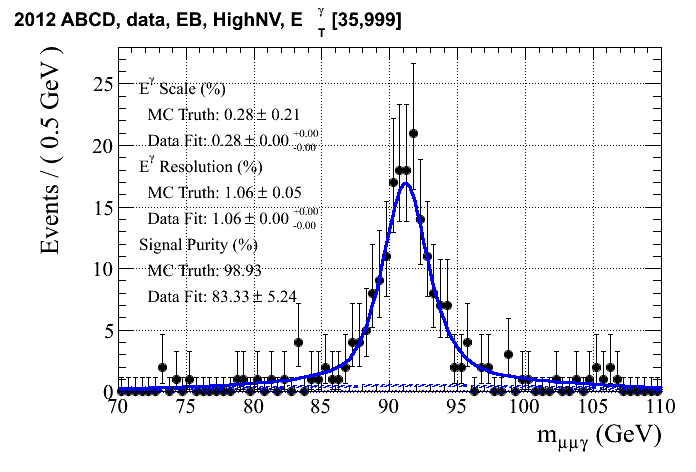 2012 ABCD, data, EB, HighNV, E γ T [35,999]
Events / ( 0.5 GeV )
25
20
15
10
5
0
E^γ Scale (%)
MC Truth: 0.28 ± 0.21
Data Fit: 0.28 ± 0.00 +0.00 -0.00
E^γ Resolution (%)
MC Truth: 1.06 ± 0.05
Data Fit: 1.06 ± 0.00 +0.00 -0.00
Signal Purity (%)
MC Truth: 98.93
Data Fit: 83.33 ± 5.24
70 75 80 85 90 95 100 105 110
m_μμγ (GeV)